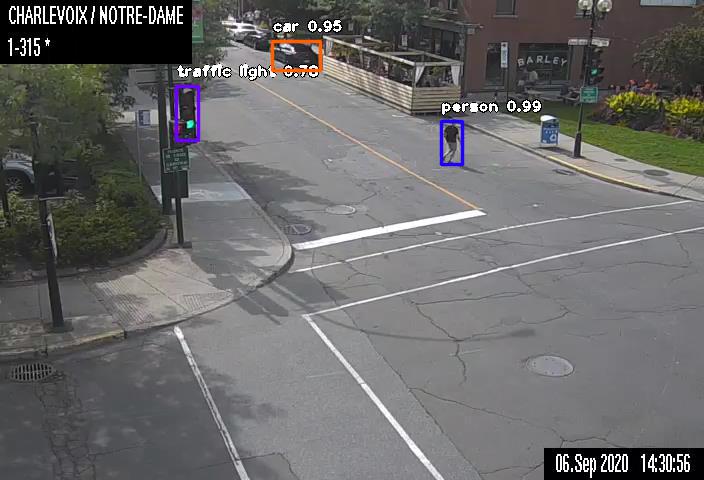 CHARLEVOIX / NOTRE-DAME
1-315 *
car 0.95
traffic light 0.78
person 0.99
BARLEY
06.Sep 2020 14:30:56